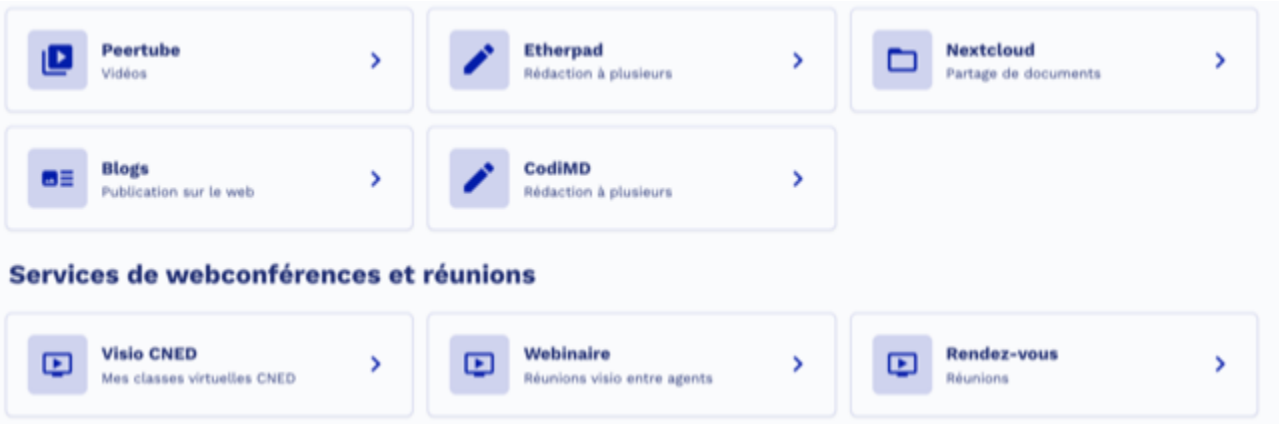 Peertube
Vidéos
Etherpad
Rédaction à plusieurs
Nextcloud
Partage de documents
Blogs
Publication sur le web
CodiMD
Rédaction à plusieurs
Services de webconférences et réunions
Visio CNED
Mes classes virtuelles CNED
Webinaire
Réunions visio entre agents
Rendez-vous
Réunions